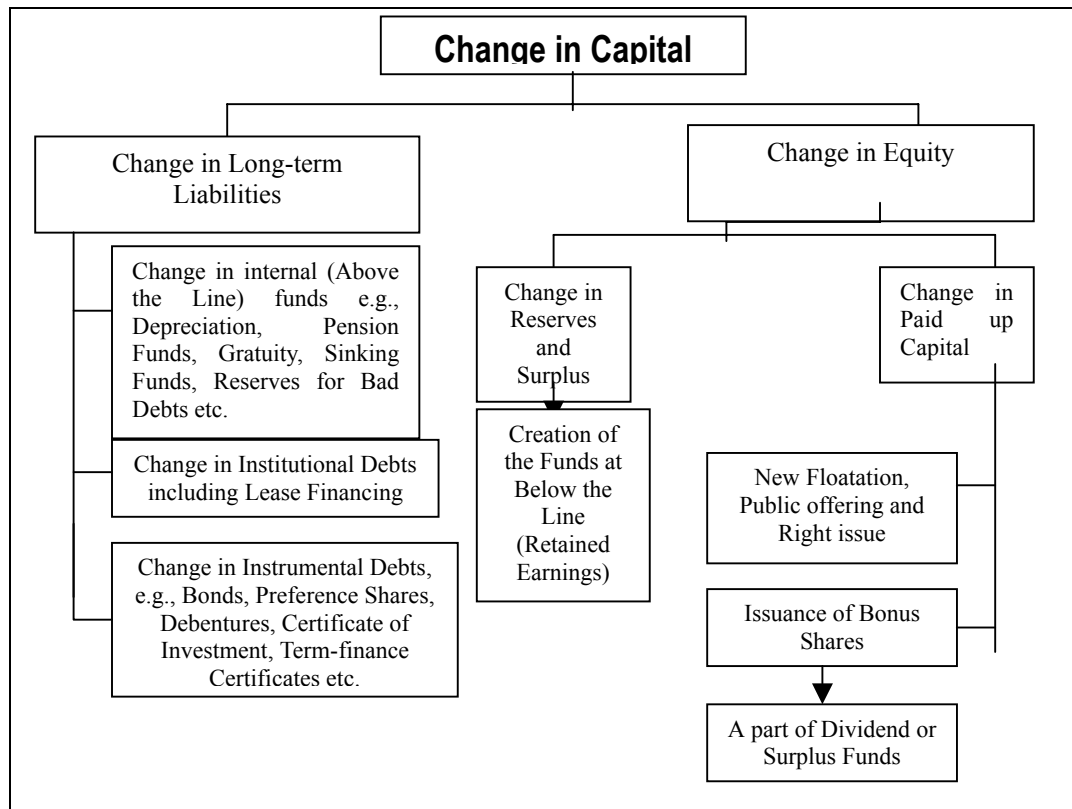 Change in Capital
Change in Long-term
Liabilities
Change in Equity
Change in internal (Above
the Line) funds e.g.,
Depreciation, Pension
Funds, Gratuity, Sinking
Funds, Reserves for Bad
Debts etc.
Change in Institutional Debts
including Lease Financing
Change in Instrumental Debts,
e.g., Bonds, Preference Shares,
Debentures, Certificate of
Investment, Term-finance
Certificates etc.
Change in
Reserves
and
Surplus
Creation of
the Funds at
Below the
Line
(Retained
Earnings)
Change in
Paid up
Capital
New Floatation,
Public offering and
Right issue
Issuance of Bonus
Shares
A part of Dividend or
Surplus Funds